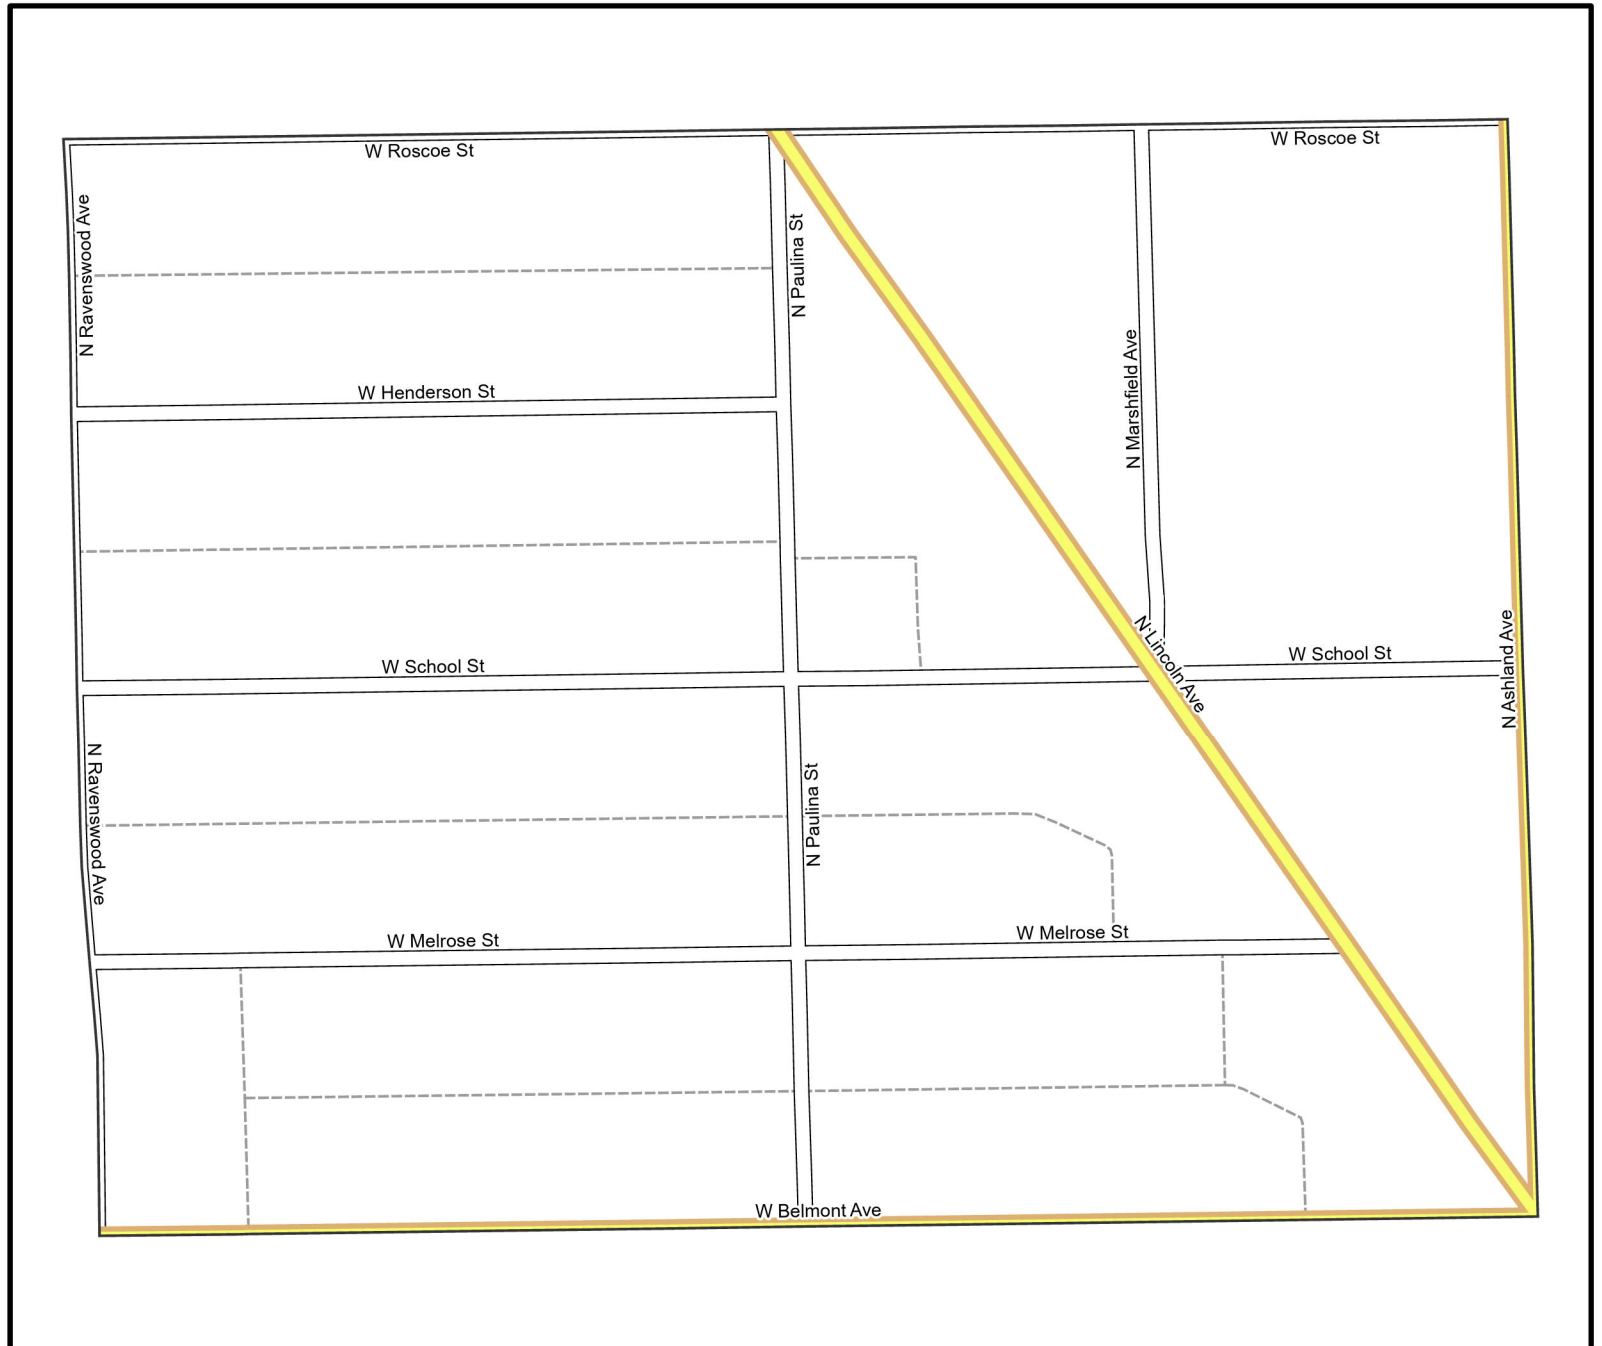 W Roscoe St
W Roscoe St
N Ravenswood Ave
N Paulina St
N Marshfield Ave
W Henderson St
W School St
W School St
N Lincoln Ave
N Ashland Ave
N Ravenswood Ave
N Paulina St
W Melrose St
W Melrose St
W Belmont Ave